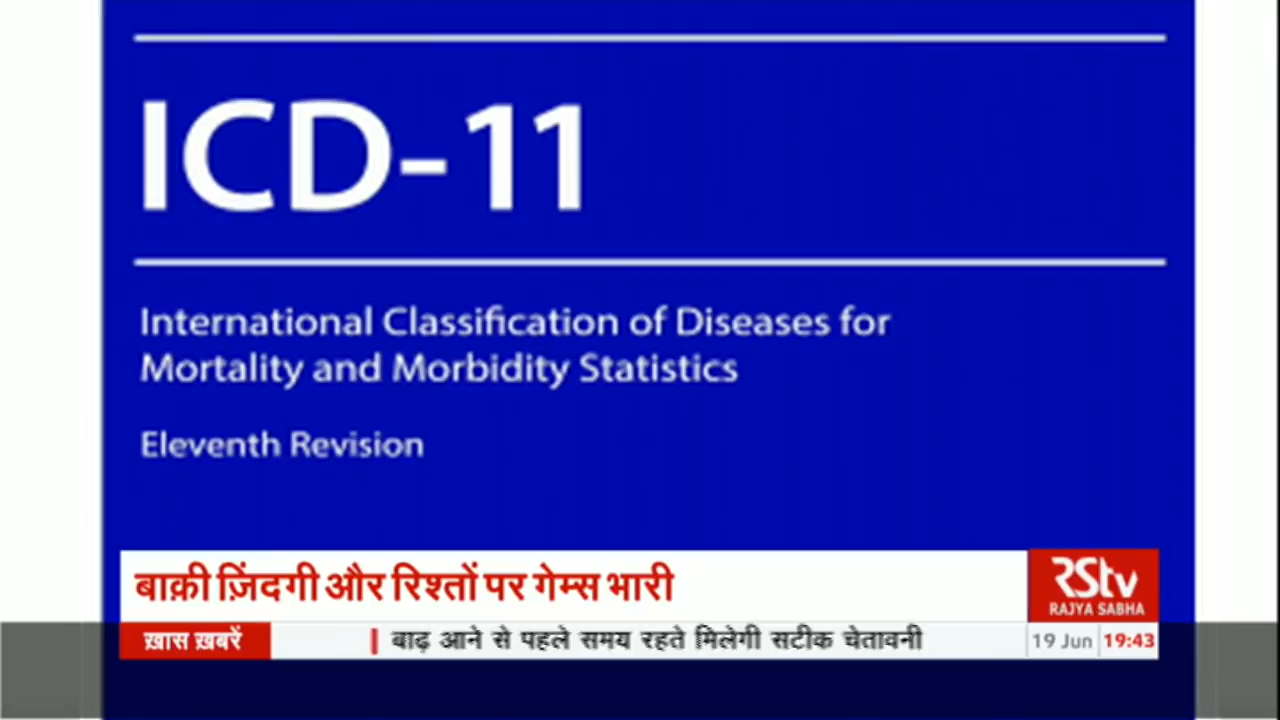 ICD-11
International Classification of Diseases for
Mortality and Morbidity Statistics
Eleventh Revision
बाक़ी ज़िंदगी और रिश्तों पर गेम्स भारी
RStv
RAJYA SABHA
ख़ास ख़बरें
बाढ़ आने से पहले समय रहते मिलेगी सटीक चेतावनी
19 Jun 19:43